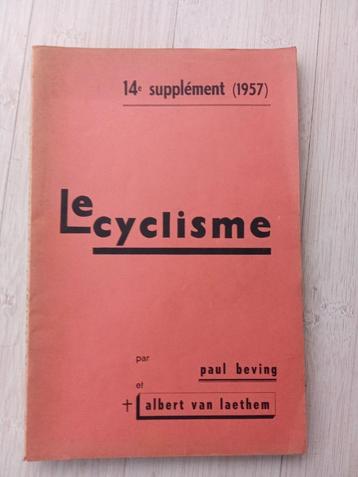 14e supplément (1957)
Le cyclisme
par
paul beving
et
† albert van laethem